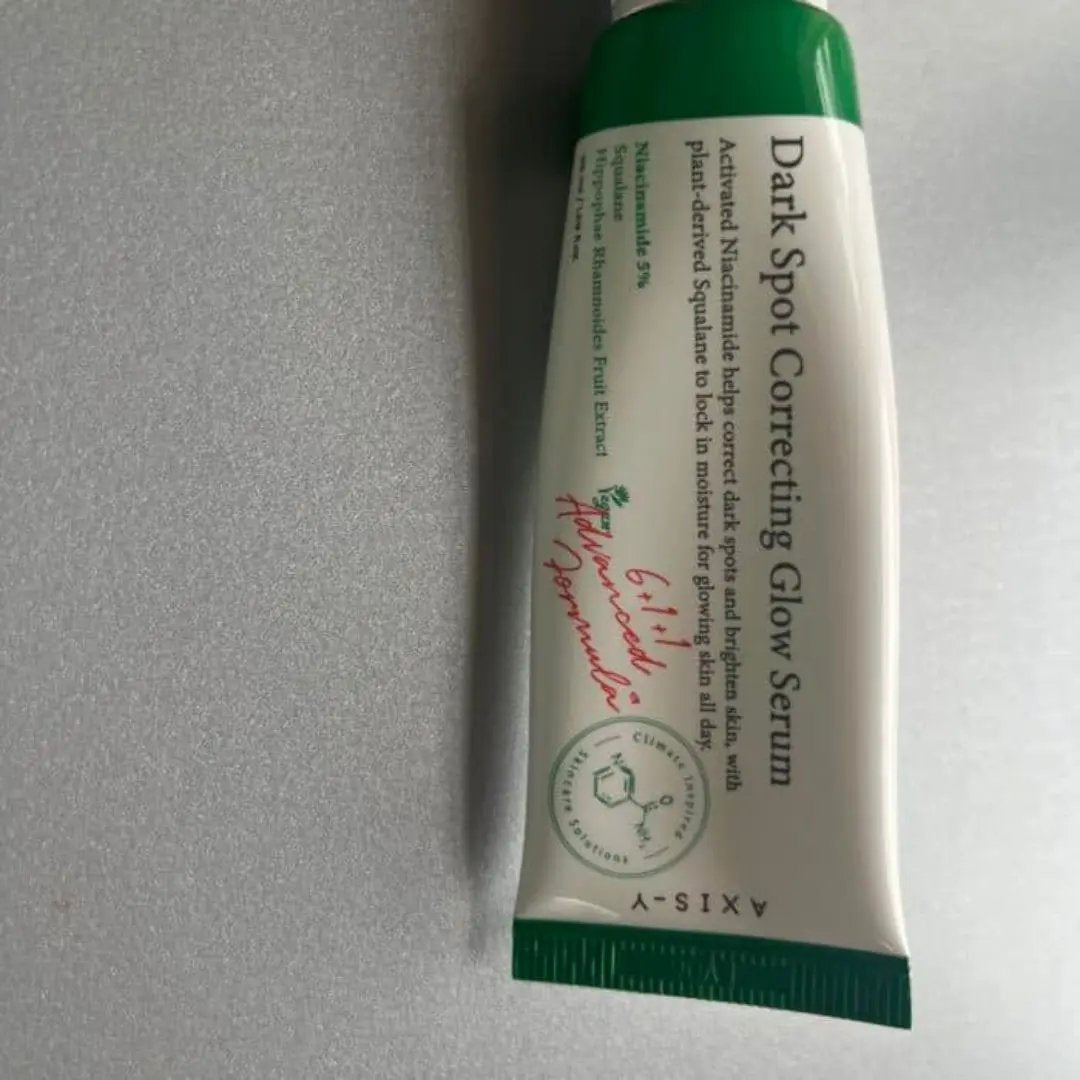 Dark Spot Correcting Glow Serum
Activated Niacinamide helps correct dark spots and brighten skin, with
plant-derived Squalane to lock in moisture for glowing skin all day.
Niacinamide 5%
Squalane
Hippophae Rhamnoides Fruit Extract
Vegan
6+1+1
Advanced
Formula
Climate Inspired
Skincare Solutions
N
O
NH₂
AXIS-Y